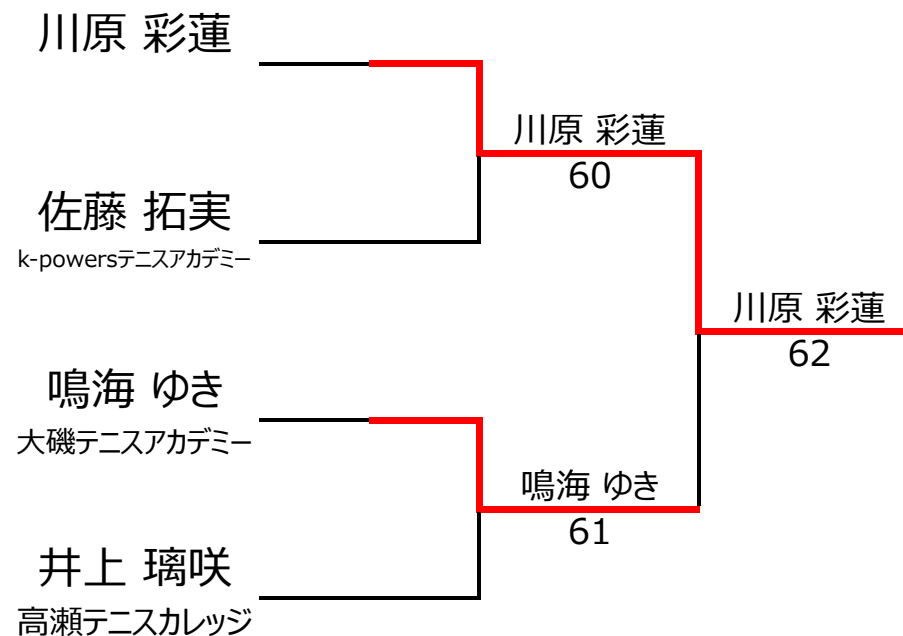 川原 彩蓮
佐藤 拓実
k-powersテニスアカデミー
鳴海 ゆき
大磯テニスアカデミー
井上 璃咲
高瀬テニスカレッジ
川原 彩蓮
60
鳴海 ゆき
61
川原 彩蓮
62